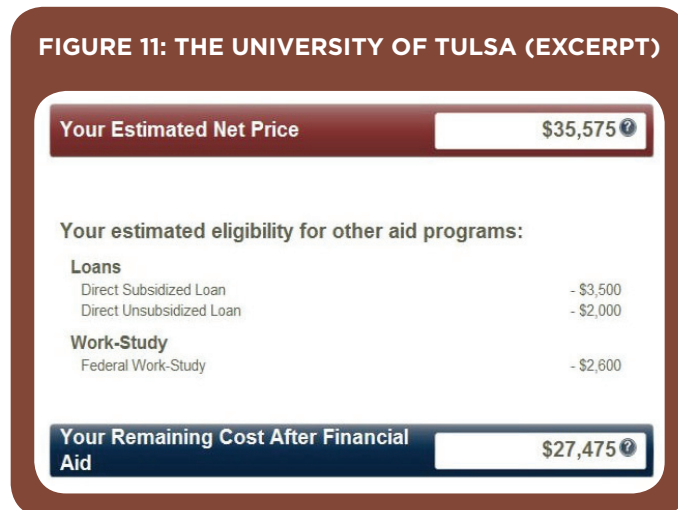 FIGURE 11: THE UNIVERSITY OF TULSA (EXCERPT)
Your Estimated Net Price $35,575 ?
Your estimated eligibility for other aid programs:
Loans
Direct Subsidized Loan - $3,500
Direct Unsubsidized Loan - $2,000
Work-Study
Federal Work-Study - $2,600
Your Remaining Cost After Financial
Aid $27,475 ?